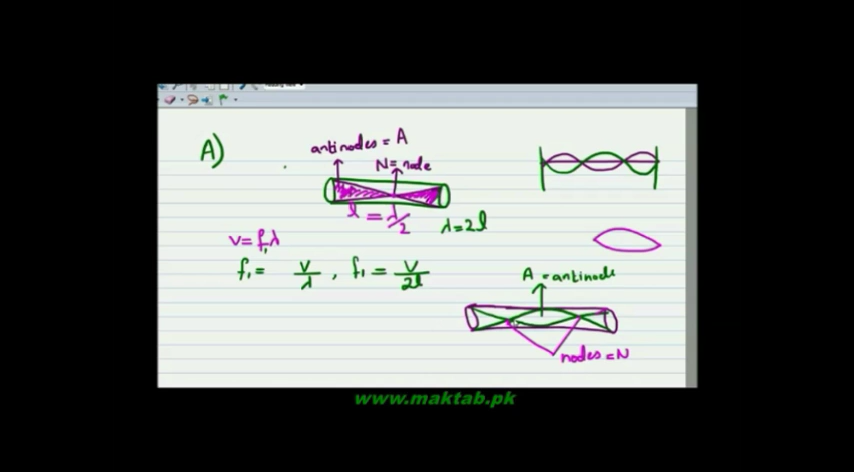 A)
antinodes = A
N = node
l = λ/2
λ = 2l
v = f₁λ
f₁ = v/λ , f₁ = v/2l
A = antinode
nodes = N
www.maktab.pk